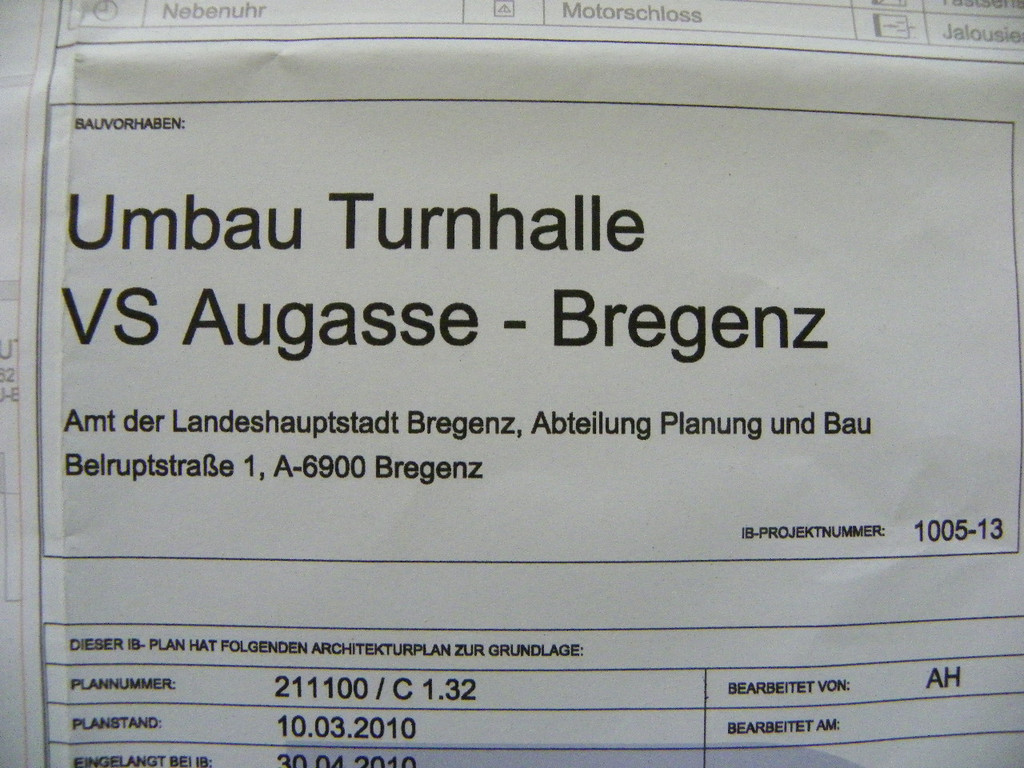 Nebenuhr Motorschloss
Jalousie
BAUVORHABEN:
Umbau Turnhalle
VS Augasse - Bregenz
Amt der Landeshauptstadt Bregenz, Abteilung Planung und Bau
Belruptstraße 1, A-6900 Bregenz
IB-PROJEKTNUMMER: 1005-13
DIESER IB- PLAN HAT FOLGENDEN ARCHITEKTURPLAN ZUR GRUNDLAGE:
PLANNUMMER: 211100 / C 1.32 BEARBEITET VON: AH
PLANSTAND: 10.03.2010 BEARBEITET AM:
EINGELANGT BEI IB: 30.04.2010